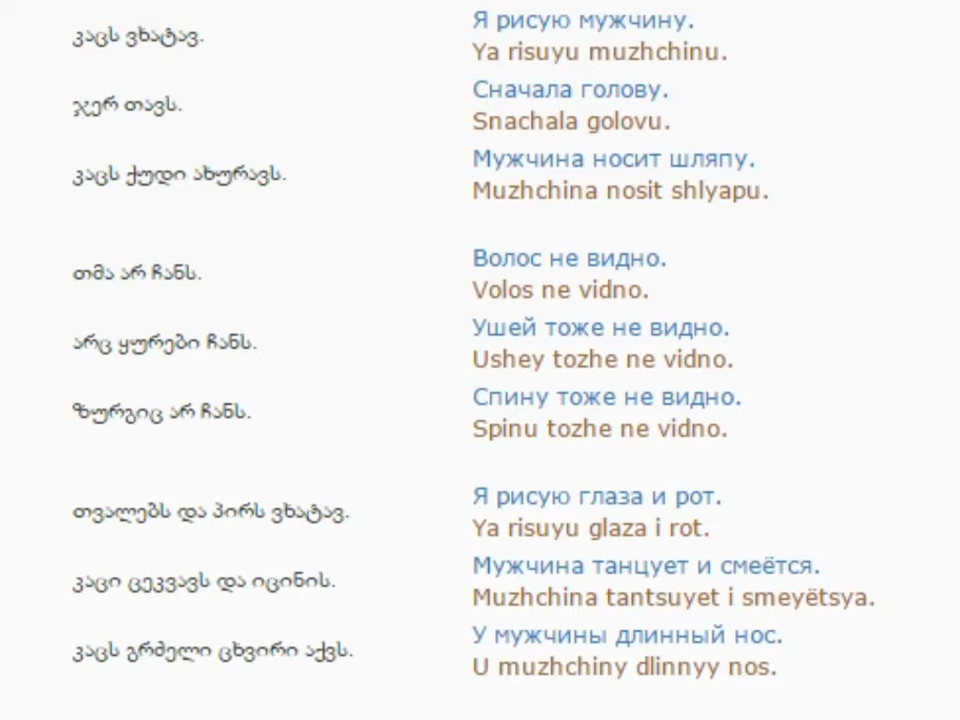 კაცს ვხატავ.
Я рисую мужчину.
Ya risuyu muzhchinu.
ჯერ თავს.
Сначала голову.
Snachala golovu.
კაცს ქუდი ახურავს.
Мужчина носит шляпу.
Muzhchina nosit shlyapu.
თმა არ ჩანს.
Волос не видно.
Volos ne vidno.
არც ყურები ჩანს.
Ушей тоже не видно.
Ushey tozhe ne vidno.
ზურგიც არ ჩანს.
Спину тоже не видно.
Spinu tozhe ne vidno.
თვალებს და პირს ვხატავ.
Я рисую глаза и рот.
Ya risuyu glaza i rot.
კაცი ცეკვავს და იცინის.
Мужчина танцует и смеётся.
Muzhchina tantsuyet i smeyëtsya.
კაცს გრძელი ცხვირი აქვს.
У мужчины длинный нос.
U muzhchiny dlinnyy nos.